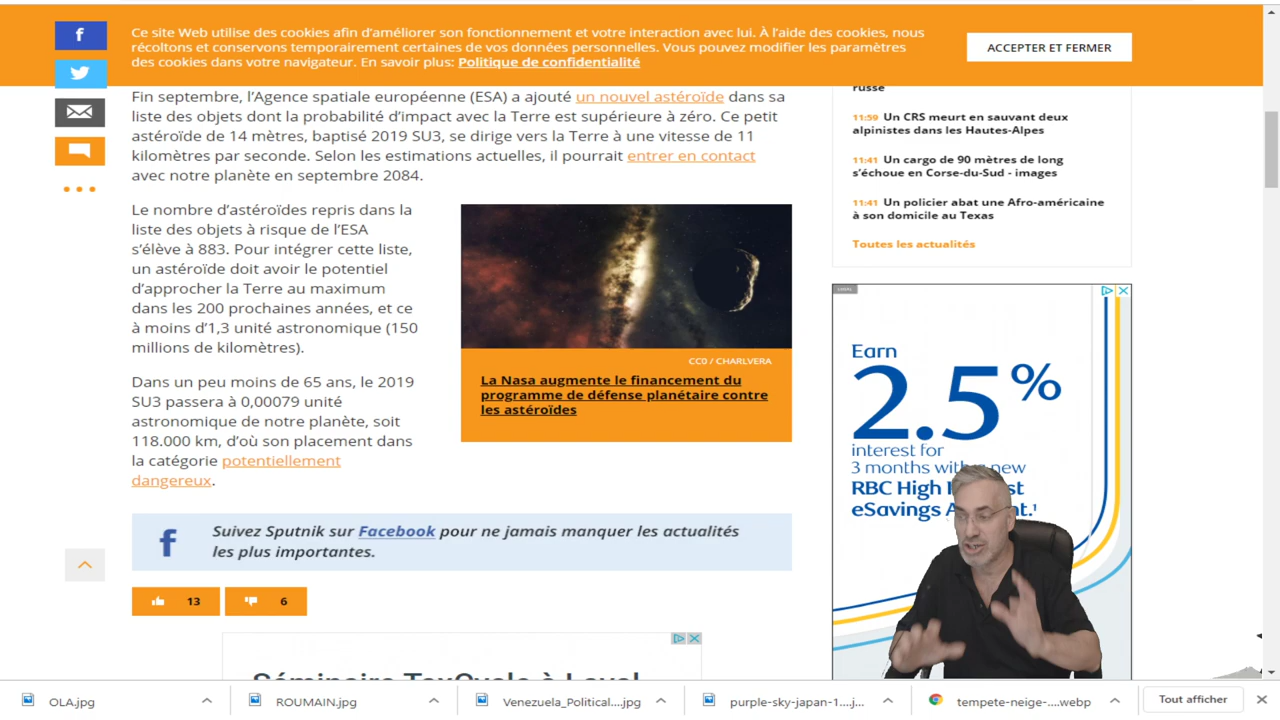 Ce site Web utilise des cookies afin d’améliorer son fonctionnement et votre interaction avec lui. À l’aide des cookies, nous
récoltons et conservons temporairement certaines de vos données personnelles. Vous pouvez modifier les paramètres
des cookies dans votre navigateur. En savoir plus: Politique de confidentialité
ACCEPTER ET FERMER
Fin septembre, l’Agence spatiale européenne (ESA) a ajouté un nouvel astéroïde dans sa
liste des objets dont la probabilité d’impact avec la Terre est supérieure à zéro. Ce petit
astéroïde de 14 mètres, baptisé 2019 SU3, se dirige vers la Terre à une vitesse de 11
kilomètres par seconde. Selon les estimations actuelles, il pourrait entrer en contact
avec notre planète en septembre 2084.
Le nombre d’astéroïdes repris dans la
liste des objets à risque de l’ESA
s’élève à 883. Pour intégrer cette liste,
un astéroïde doit avoir le potentiel
d’approcher la Terre au maximum
dans les 200 prochaines années, et ce
à moins d’1,3 unité astronomique (150
millions de kilomètres).
CC0 / CHARLVERA
La Nasa augmente le financement du
programme de défense planétaire contre
les astéroïdes
Dans un peu moins de 65 ans, le 2019
SU3 passera à 0,00079 unité
astronomique de notre planète, soit
118.000 km, d’où son placement dans
la catégorie potentiellement
dangereux.
Suivez Sputnik sur Facebook pour ne jamais manquer les actualités
les plus importantes.
13
6
russe
11:59 Un CRS meurt en sauvant deux
alpinistes dans les Hautes-Alpes
11:41 Un cargo de 90 mètres de long
s’échoue en Corse-du-Sud - images
11:41 Un policier abat une Afro-américaine
à son domicile au Texas
Toutes les actualités
Earn
2.5%
interest for
3 months with a new
RBC High
eSavings
OLA.jpg
ROUMAIN.jpg
Venezuela_Political....jpg
purple-sky-japan-1....j...
tempete-neige-....webp
Tout afficher